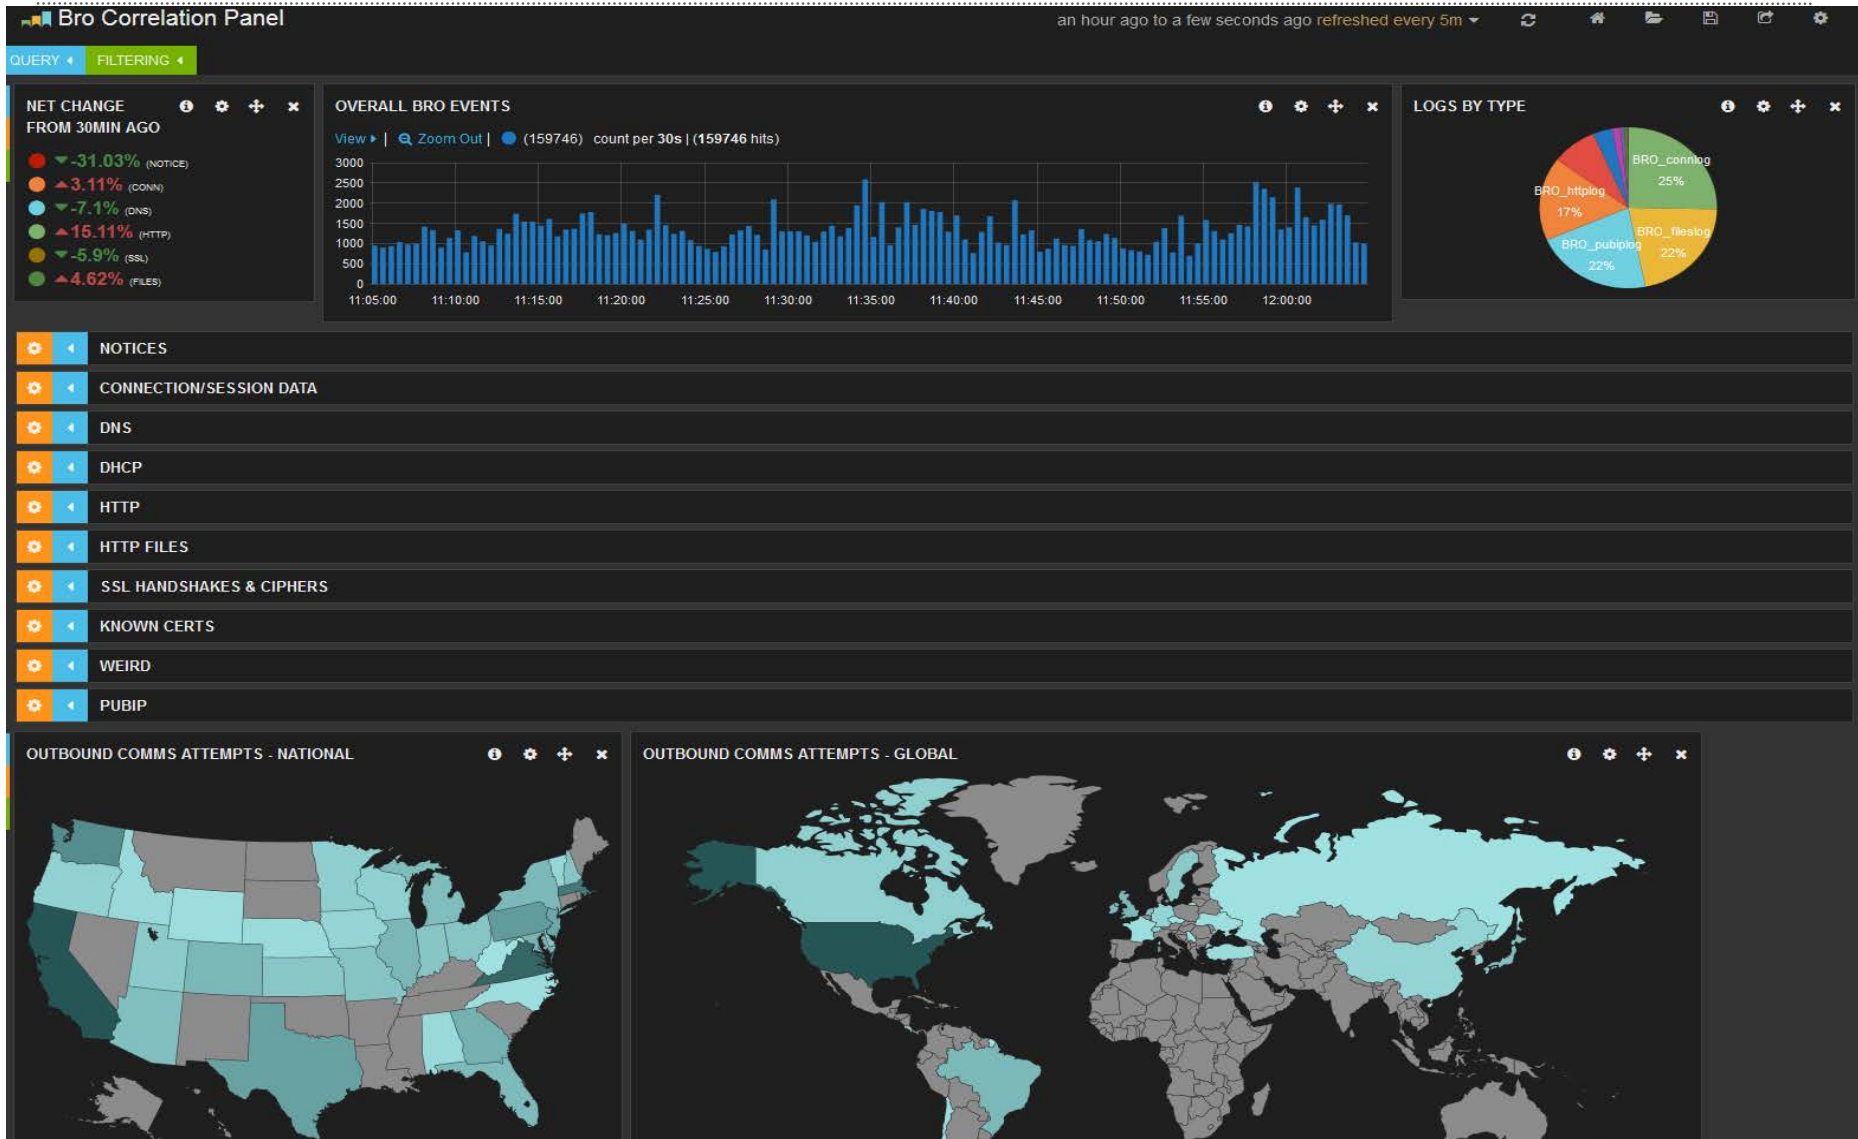 Bro Correlation Panel
an hour ago to a few seconds ago refreshed every 5m
QUERY
FILTERING
NET CHANGE
FROM 30MIN AGO
-31.03% (NOTICE)
3.11% (CONN)
-7.1% (DNS)
15.11% (HTTP)
-5.9% (SSL)
4.62% (FILES)
OVERALL BRO EVENTS
View | Zoom Out | (159746) count per 30s | (159746 hits)
3000
2500
2000
1500
1000
500
0
11:05:00 11:10:00 11:15:00 11:20:00 11:25:00 11:30:00 11:35:00 11:40:00 11:45:00 11:50:00 11:55:00 12:00:00
LOGS BY TYPE
BRO_connlog
25%
BRO_httplog
17%
BRO_fileslog
22%
BRO_pubiplog
22%
NOTICES
CONNECTION/SESSION DATA
DNS
DHCP
HTTP
HTTP FILES
SSL HANDSHAKES & CIPHERS
KNOWN CERTS
WEIRD
PUBIP
OUTBOUND COMMS ATTEMPTS - NATIONAL
OUTBOUND COMMS ATTEMPTS - GLOBAL